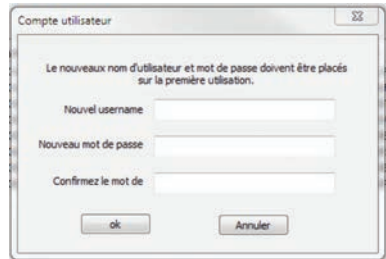 Compte utilisateur
Le nouveaux nom d'utilisateur et mot de passe doivent être placés
sur la première utilisation.
Nouvel username
Nouveau mot de passe
Confirmez le mot de
ok
Annuler